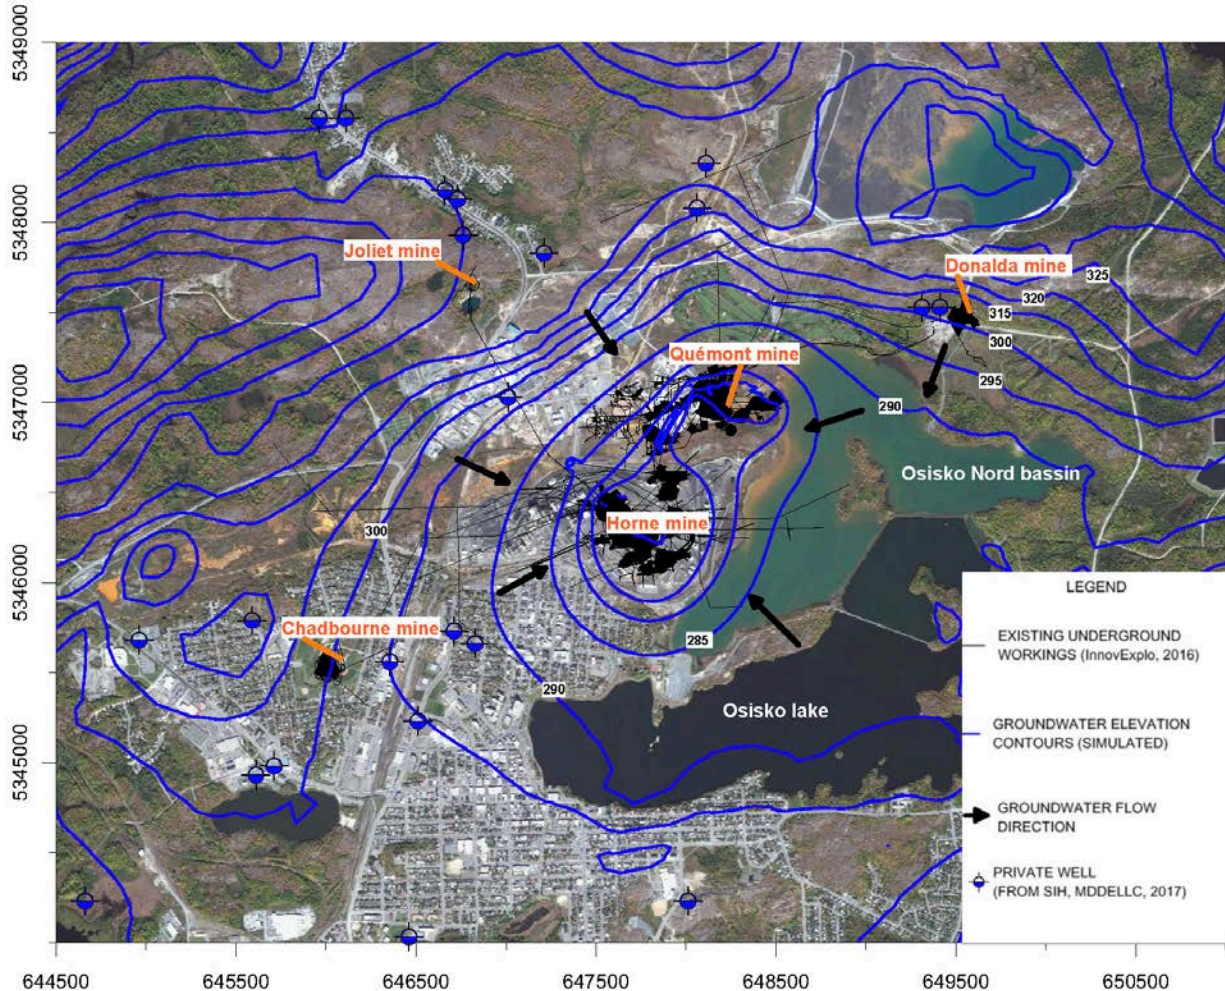 5349000
5348000
5347000
5346000
5345000
Joliet mine
Donalda mine
325
320
315
300
295
290
Quémont mine
Osisko Nord bassin
Horne mine
300
Chadbourne mine
285
290
Osisko lake
LEGEND
EXISTING UNDERGROUND
WORKINGS (InnovExplo, 2016)
GROUNDWATER ELEVATION
CONTOURS (SIMULATED)
GROUNDWATER FLOW
DIRECTION
PRIVATE WELL
(FROM SIH, MDDELLC, 2017)
644500
645500
646500
647500
648500
649500
650500